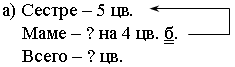 а) Сестре – 5 цв.
Маме – ? на 4 цв. б.
Всего – ? цв.